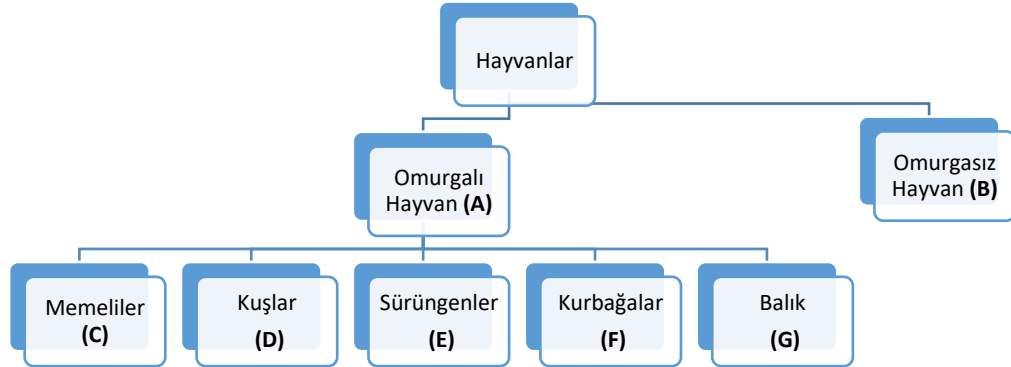 Hayvanlar
Omurgalı
Hayvan (A)
Omurgasız
Hayvan (B)
Memeliler
(C)
Kuşlar
(D)
Sürüngenler
(E)
Kurbağalar
(F)
Balık
(G)